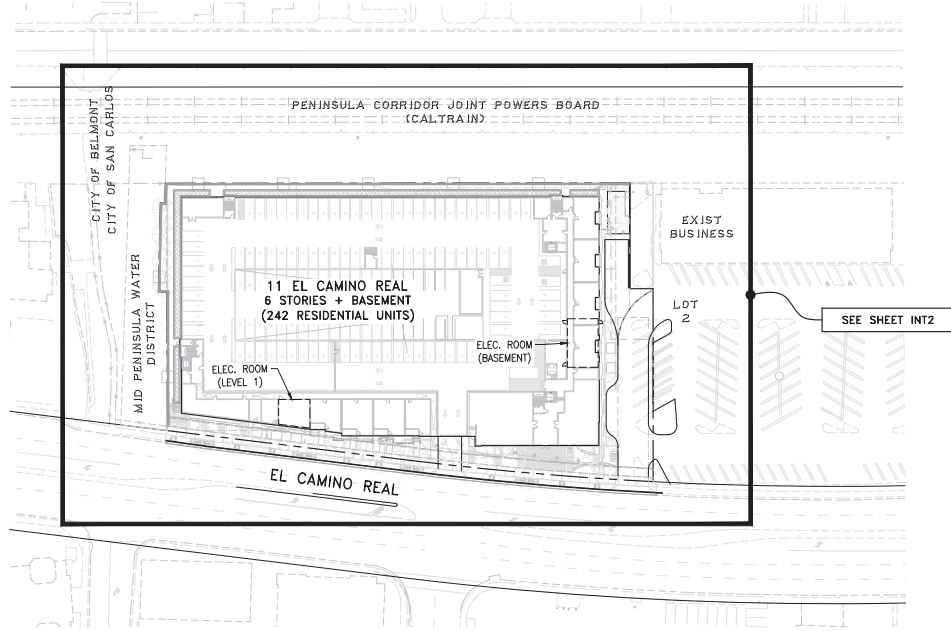 PENINSULA CORRIDOR JOINT POWERS BOARD
(CALTRAIN)
CITY OF BELMONT
CITY OF SAN CARLOS
MID PENINSULA WATER
DISTRICT
EXIST
BUSINESS
11 EL CAMINO REAL
6 STORIES + BASEMENT
(242 RESIDENTIAL UNITS)
LOT
2
SEE SHEET INT2
ELEC. ROOM
(BASEMENT)
ELEC. ROOM
(LEVEL 1)
EL CAMINO REAL